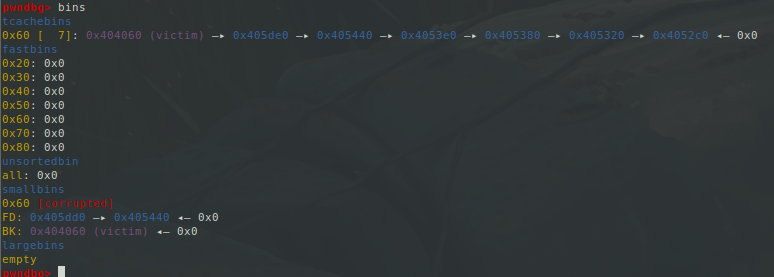 pwndbg> bins
tcachebins
0x60 [  7]: 0x404060 (victim) —▸ 0x405de0 —▸ 0x405440 —▸ 0x4053e0 —▸ 0x405380 —▸ 0x405320 —▸ 0x4052c0 ◂— 0x0
fastbins
0x20: 0x0
0x30: 0x0
0x40: 0x0
0x50: 0x0
0x60: 0x0
0x70: 0x0
0x80: 0x0
unsortedbin
all: 0x0
smallbins
0x60 [corrupted]
FD: 0x405dd0 —▸ 0x405440 ◂— 0x0
BK: 0x404060 (victim) ◂— 0x0
largebins
empty
pwndbg>